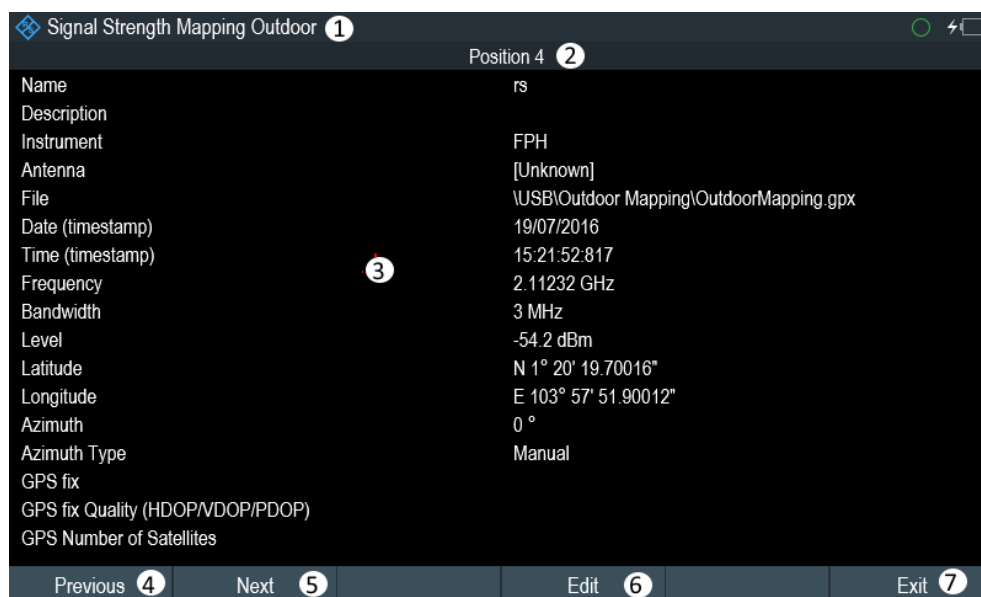 Signal Strength Mapping Outdoor 1
Position 4 2
Name rs
Description
Instrument FPH
Antenna [Unknown]
File \USB\Outdoor Mapping\OutdoorMapping.gpx
Date (timestamp) 19/07/2016
Time (timestamp) 15:21:52:817
3
Frequency 2.11232 GHz
Bandwidth 3 MHz
Level -54.2 dBm
Latitude N 1° 20' 19.70016"
Longitude E 103° 57' 51.90012"
Azimuth 0 °
Azimuth Type Manual
GPS fix
GPS fix Quality (HDOP/VDOP/PDOP)
GPS Number of Satellites
Previous 4 Next 5 Edit 6 Exit 7